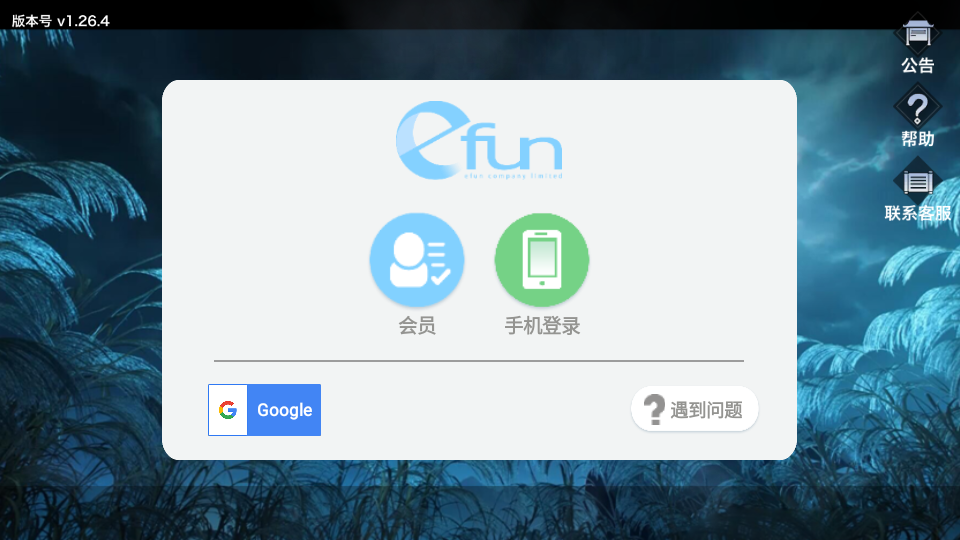 版本号 v1.26.4
公告
帮助
联系客服
efun
efun company limited
会员
手机登录
Google
遇到问题